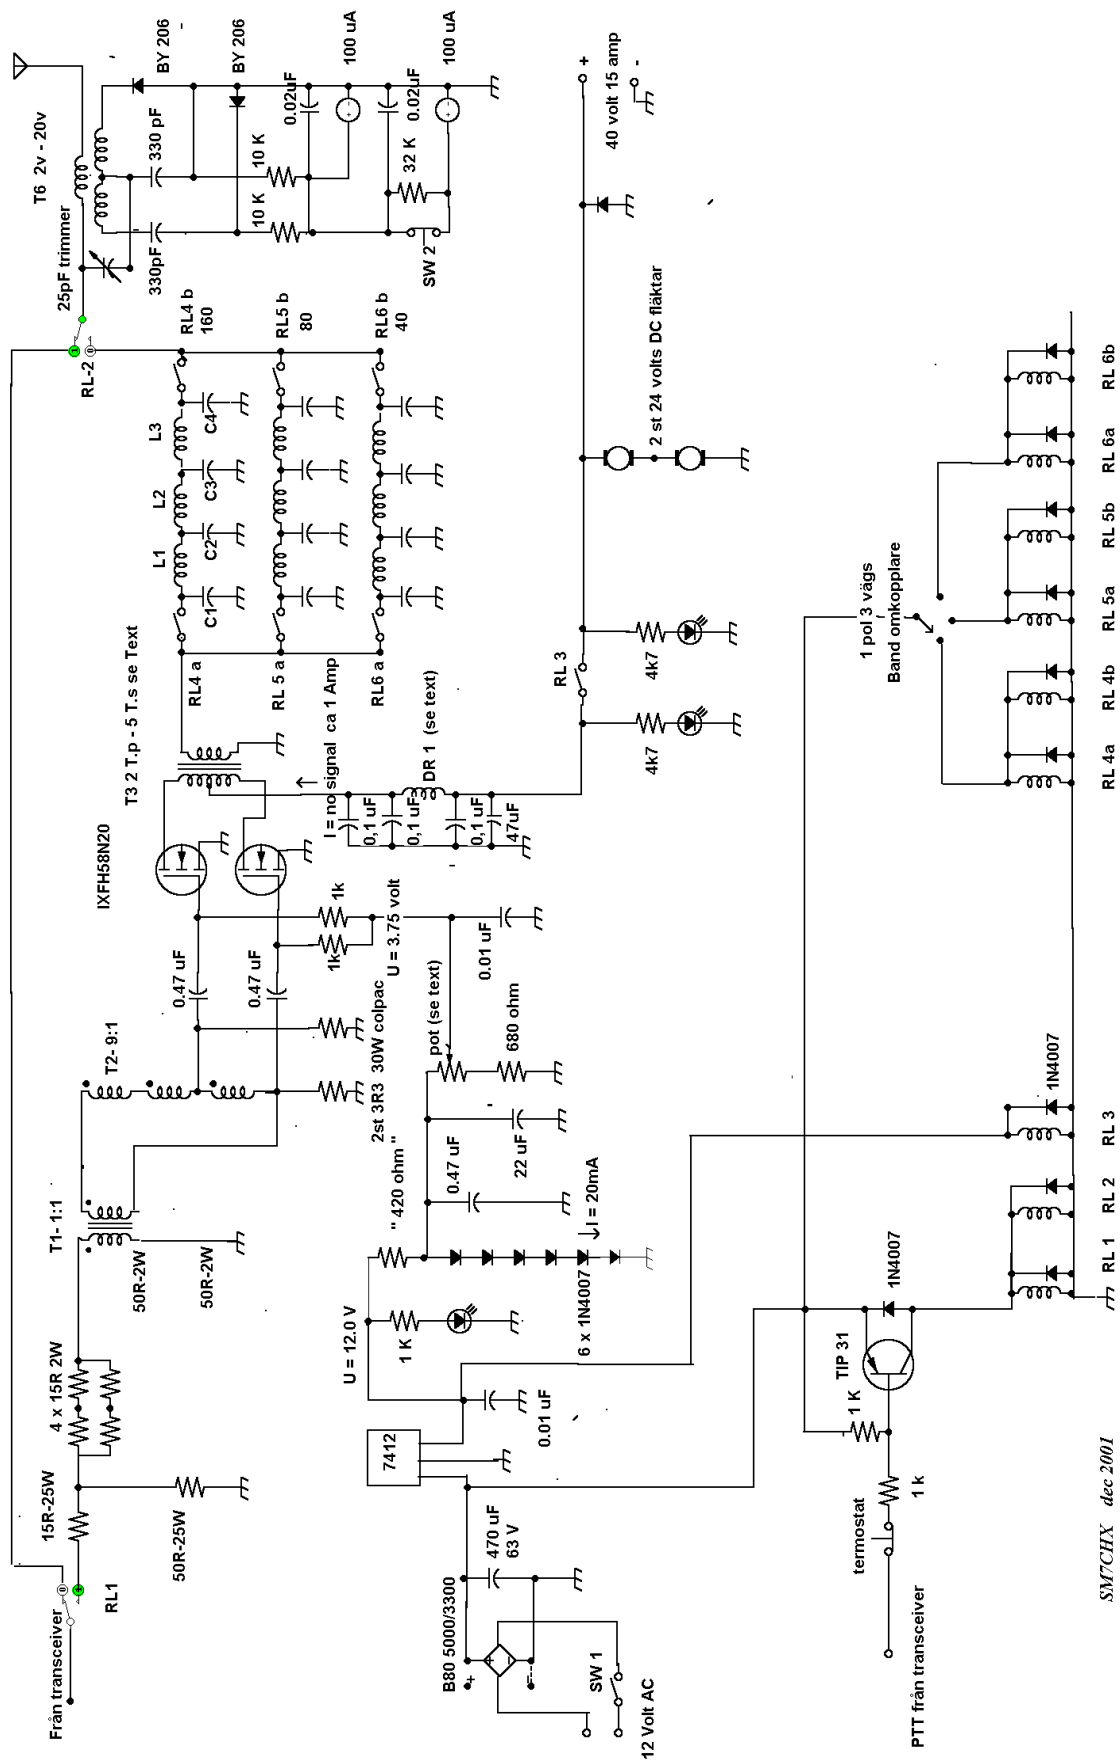 Från transceiver
RL1
15R-25W
50R-25W
4 x 15R 2W
50R-2W
50R-2W
T1- 1:1
T2- 9:1
2st 3R3 30W colpac
0.47 uF
0.47 uF
1k
1k
U = 3.75 volt
IXFH58N20
T3 2 T.p - 5 T.s se Text
I = no signal ca 1 Amp
RL4 a
RL 5 a
RL6 a
L1
L2
L3
C1
C2
C3
C4
RL4 b
160
RL5 b
80
RL6 b
40
RL-2
1
0
25pF trimmer
T6 2v - 20v
330pF
330 pF
BY 206
BY 206
10 K
10 K
0.02uF
100 uA
0.02uF
100 uA
32 K
SW 2
0,1 uF
0,1 uF
DR 1 (se text)
0,1 uF
47uF
RL 3
4k7
4k7
2 st 24 volts DC fläktar
40 volt 15 amp
+
-
B80 5000/3300
+
-
SW 1
12 Volt AC
470 uF
63 V
7412
0.01 uF
U = 12.0 V
1 K
" 420 ohm "
6 x 1N4007
I = 20mA
0.47 uF
22 uF
pot (se text)
680 ohm
0.01 uF
PTT från transceiver
termostat
1 k
1 K
TIP 31
1N4007
1 pol 3 vägs
Band omkopplare
1N4007
RL 1
RL 2
RL 3
RL 4a
RL 4b
RL 5a
RL 5b
RL 6a
RL 6b
SM7CHX dec 2001